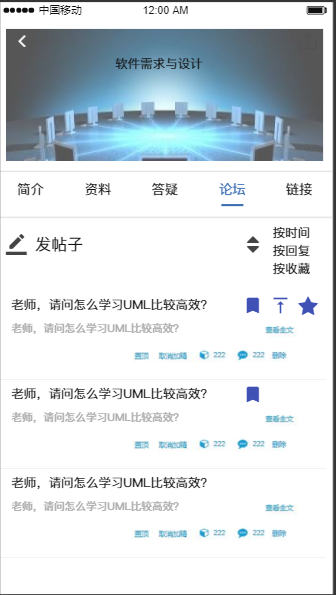 中国移动 12:00 AM
软件需求与设计
简介 资料 答疑 论坛 链接
发帖子
按时间
按回复
按收藏
老师，请问怎么学习UML比较高效?
老师，请问怎么学习UML比较高效?
查看全文
置顶 取消加精 222 222 删除
老师，请问怎么学习UML比较高效?
老师，请问怎么学习UML比较高效?
查看全文
置顶 取消加精 222 222 删除
老师，请问怎么学习UML比较高效?
老师，请问怎么学习UML比较高效?
查看全文
置顶 取消加精 222 222 删除